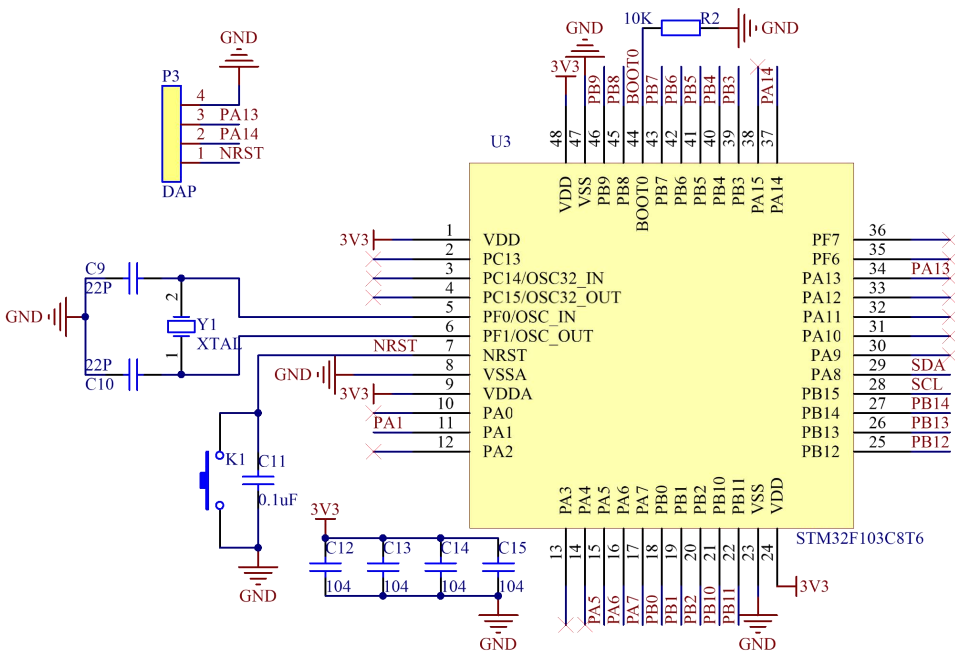 10K
R2
GND
GND
GND
3V3
PB9
PB8
BOOT0
PB7
PB6
PB5
PB4
PB3
PA14
P3
4
3
PA13
2
PA14
1
NRST
DAP
U3
48
47
46
45
44
43
42
41
40
39
38
37
VDD
VSS
PB9
PB8
BOOT0
PB7
PB6
PB5
PB4
PB3
PA15
PA14
3V3
1
VDD
2
PC13
3
PC14/OSC32_IN
4
PC15/OSC32_OUT
5
PF0/OSC_IN
6
PF1/OSC_OUT
NRST
7
NRST
GND
8
VSSA
3V3
9
VDDA
10
PA0
PA1
11
PA1
12
PA2
PF7
36
PF6
35
PA13
34
PA13
PA12
33
PA11
32
PA10
31
PA9
30
PA8
29
SDA
PB15
28
SCL
PB14
27
PB14
PB13
26
PB13
PB12
25
PB12
C9
22P
GND
2
Y1
XTAL
1
22P
C10
K1
C11
0.1uF
GND
3V3
C12
C13
C14
C15
104
104
104
104
GND
PA3
PA4
PA5
PA6
PA7
PB0
PB1
PB2
PB10
PB11
VSS
VDD
STM32F103C8T6
13
14
15
16
17
18
19
20
21
22
23
24
PA5
PA6
PA7
PB0
PB1
PB2
PB10
PB11
3V3
GND